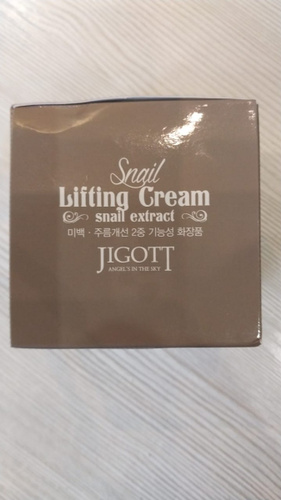 Snail
Lifting Cream
snail extract
미백 · 주름개선 2중 기능성 화장품
JIGOTT
ANGEL'S IN THE SKY